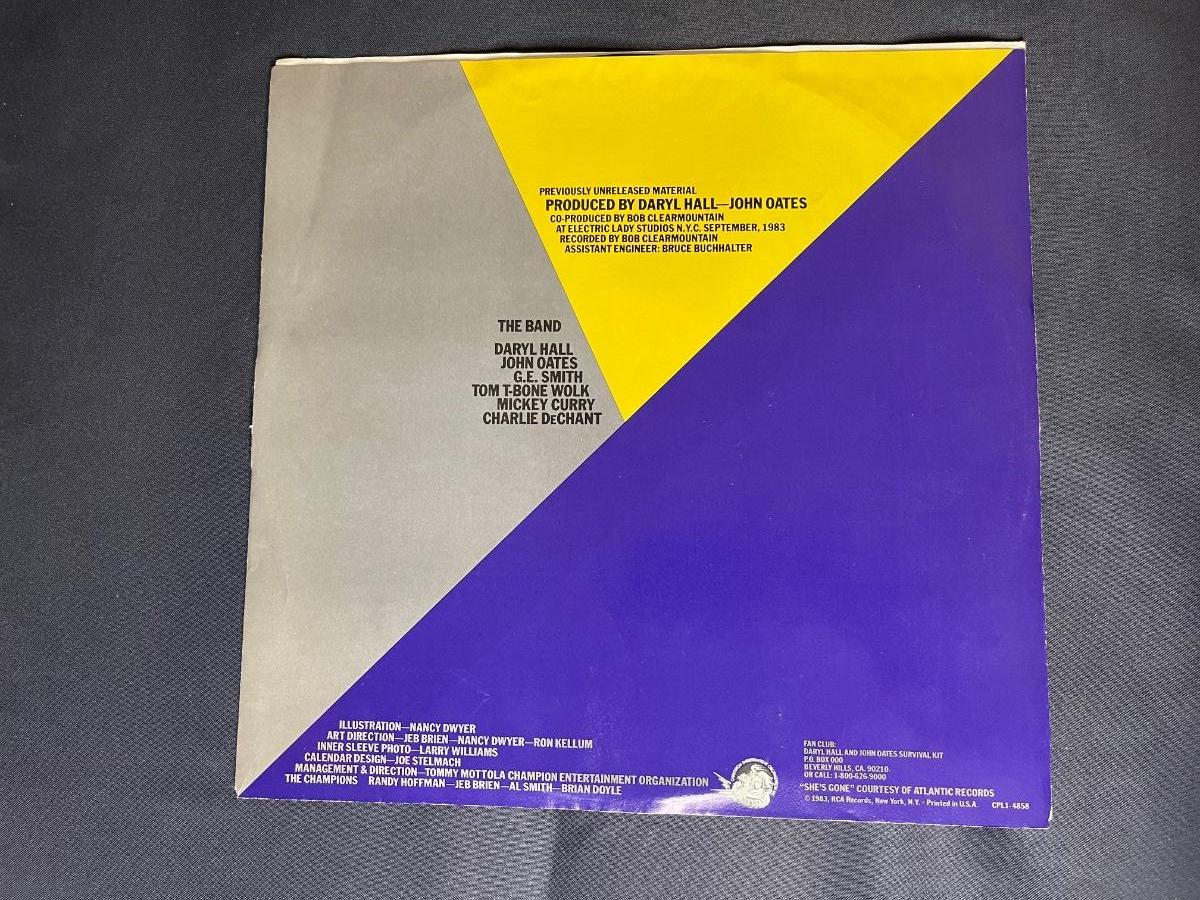 PREVIOUSLY UNRELEASED MATERIAL
PRODUCED BY DARYL HALL—JOHN OATES
CO-PRODUCED BY BOB CLEARMOUNTAIN
AT ELECTRIC LADY STUDIOS N.Y.C. SEPTEMBER, 1983
RECORDED BY BOB CLEARMOUNTAIN
ASSISTANT ENGINEER: BRUCE BUCHHALTER
THE BAND
DARYL HALL
JOHN OATES
G.E. SMITH
TOM T-BONE WOLK
MICKEY CURRY
CHARLIE DeCHANT
ILLUSTRATION—NANCY DWYER
ART DIRECTION—JEB BRIEN—NANCY DWYER—RON KELLUM
INNER SLEEVE PHOTO—LARRY WILLIAMS
CALENDAR DESIGN—JOE STELMACH
MANAGEMENT & DIRECTION—TOMMY MOTTOLA CHAMPION ENTERTAINMENT ORGANIZATION
THE CHAMPIONS RANDY HOFFMAN—JEB BRIEN—AL SMITH—BRIAN DOYLE
FAN CLUB:
DARYL HALL AND JOHN OATES SURVIVAL KIT
P.O. BOX 000
BEVERLY HILLS, CA. 90210
OR CALL: 1-800-626-9000
"SHE'S GONE" COURTESY OF ATLANTIC RECORDS
© 1983, RCA Records, New York, N.Y. • Printed in U.S.A. CPL1-4858